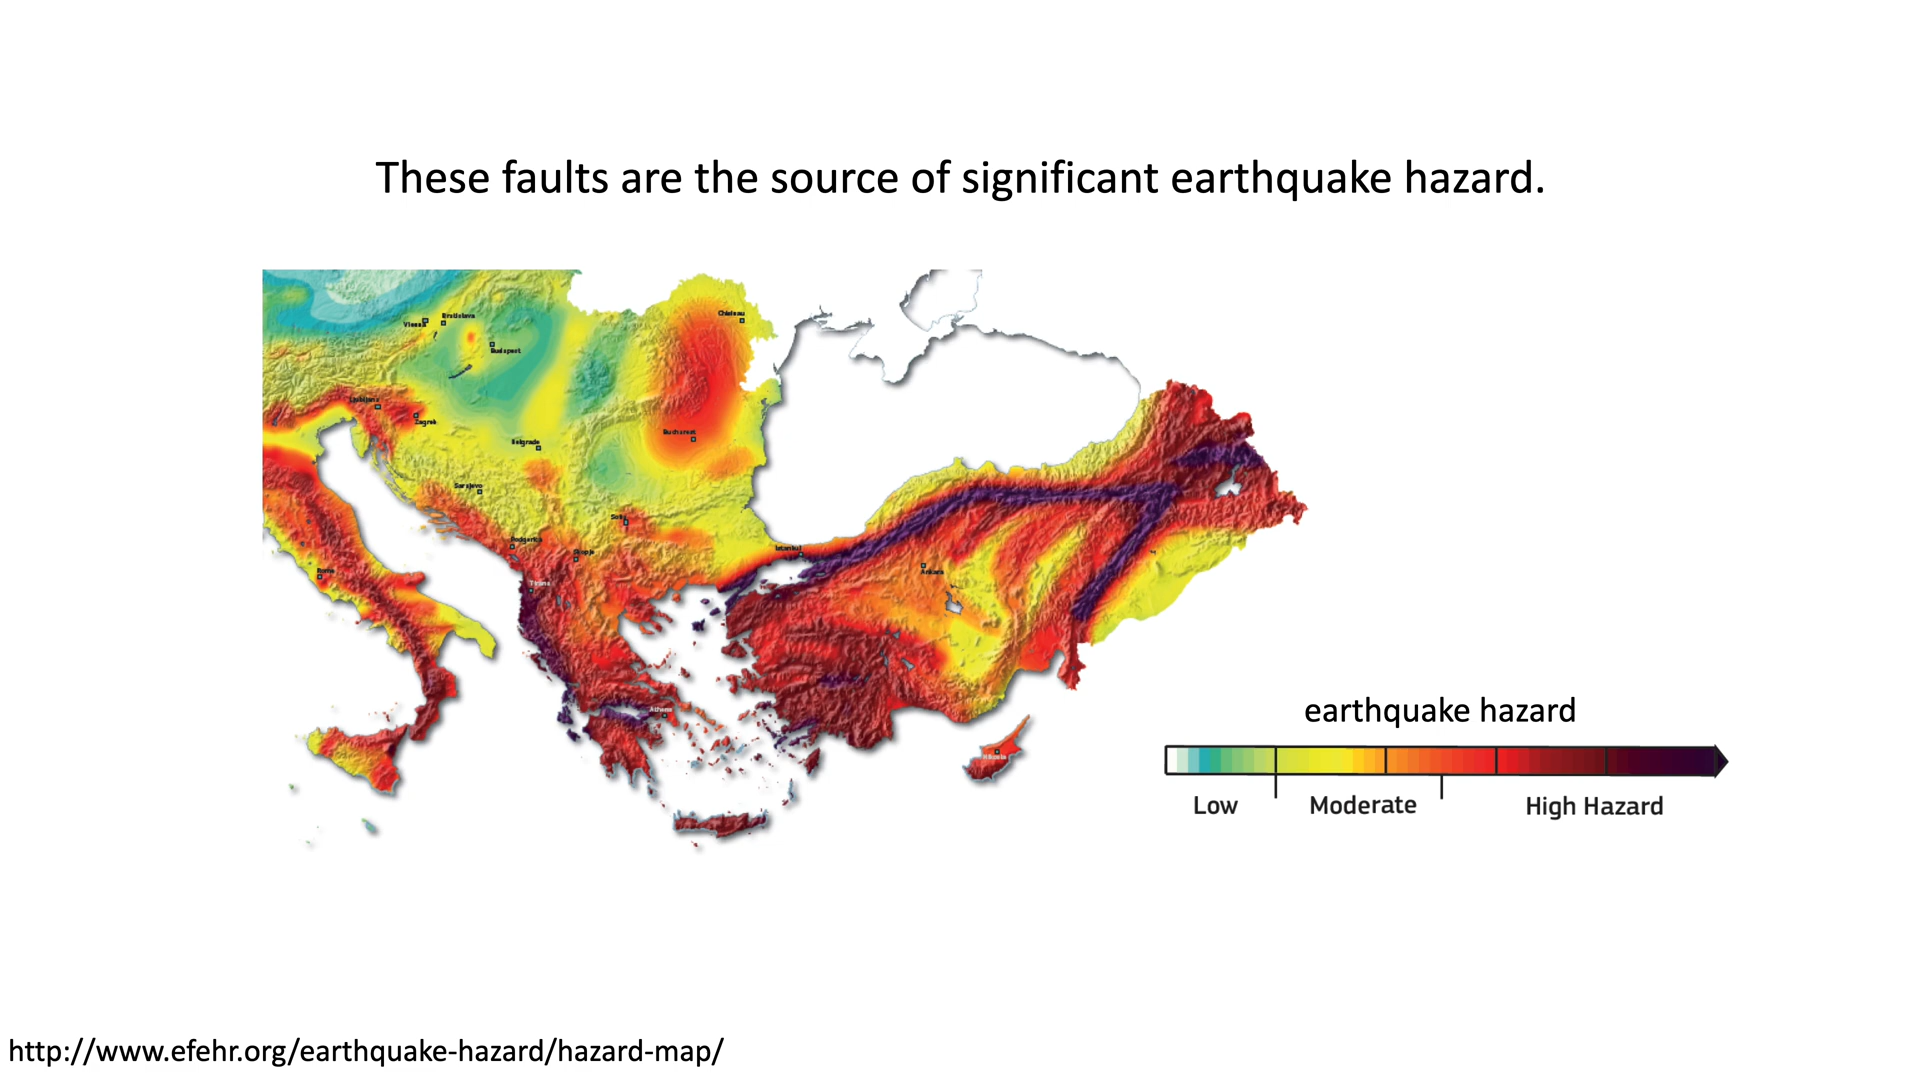 These faults are the source of significant earthquake hazard.
Chisinau
Bratislava
Vienna
Budapest
Ljubljana
Zagreb
Bucharest
Belgrade
Sarajevo
Sofia
Podgorica
Istanbul
Skopje
Rome
Ankara
Tirana
Athens
Nikosia
earthquake hazard
Low Moderate High Hazard
http://www.efehr.org/earthquake-hazard/hazard-map/